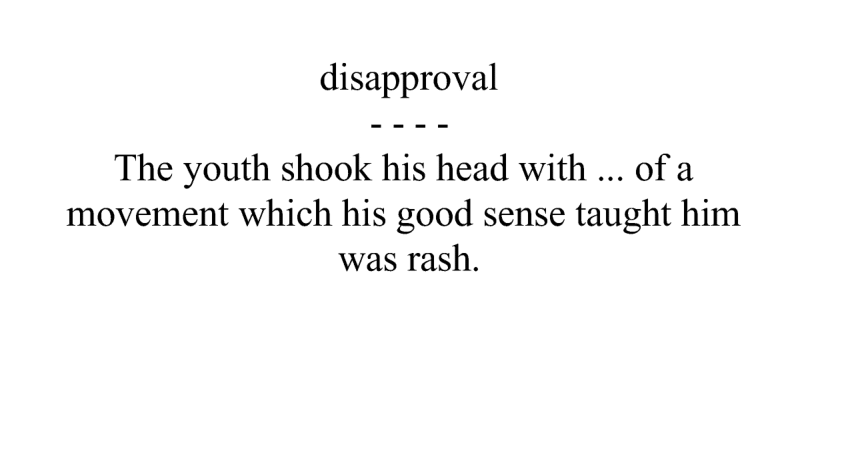 disapproval
- - - -
The youth shook his head with ... of a
movement which his good sense taught him
was rash.